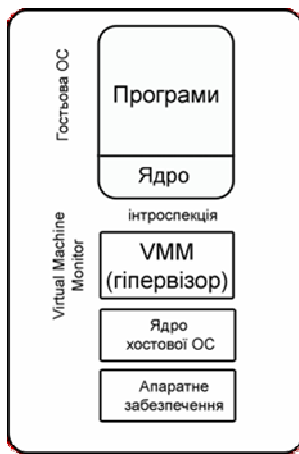 Гостьова ОС
Програми
Ядро
інтроспекція
Virtual Machine
Monitor
VMM
(гіпервізор)
Ядро
хостової ОС
Апаратне
забезпечення